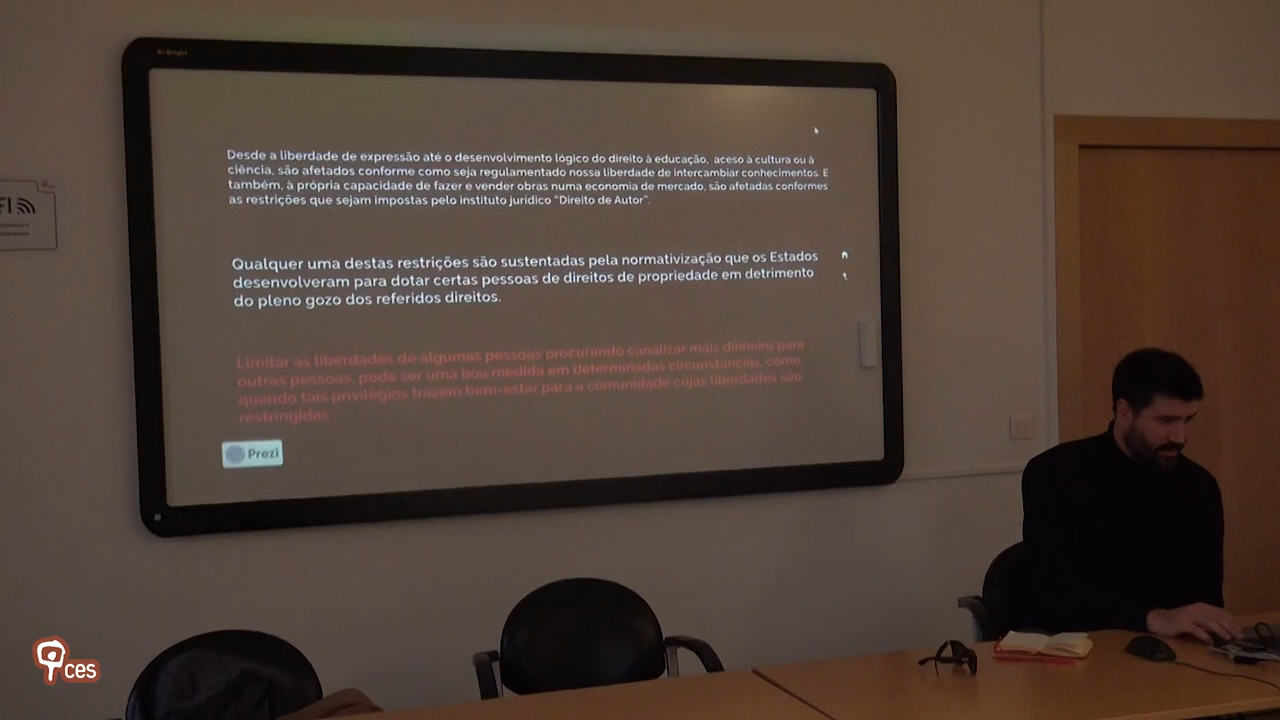 Desde a liberdade de expressão até o desenvolvimento lógico do direito à educação, aceso à cultura ou à
ciência, são afetados conforme como seja regulamentado nossa liberdade de intercambiar conhecimentos. E
também, à própria capacidade de fazer e vender obras numa economia de mercado, são afetadas conformes
as restrições que sejam impostas pelo instituto jurídico "Direito de Autor".
Qualquer uma destas restrições são sustentadas pela normativização que os Estados
desenvolveram para dotar certas pessoas de direitos de propriedade em detrimento
do pleno gozo dos referidos direitos.
Limitar as liberdades de algumas pessoas procurando canalizar mais dinheiro para
outras pessoas, pode ser uma boa medida em determinadas circunstâncias, como
quando tais privilégios trazem bem-estar para a comunidade cujas liberdades são
restringidas
Prezi
FI
ces